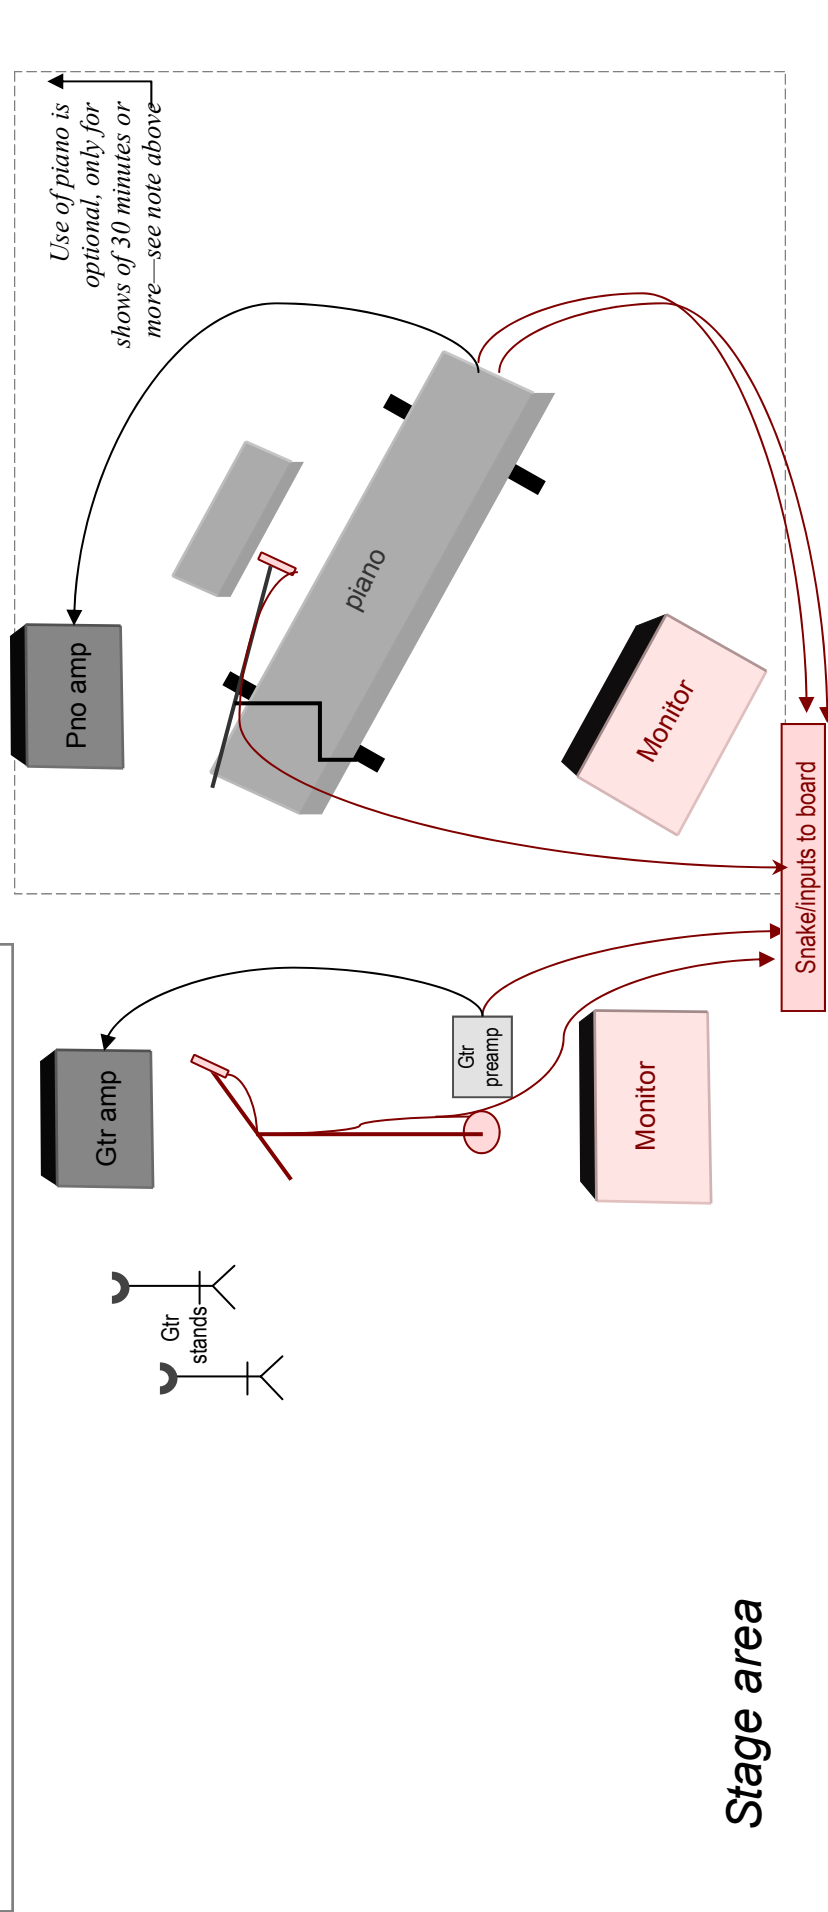 Use of piano is
optional, only for
shows of 30 minutes or
more—see note above
Pno amp
piano
Monitor
Snake/inputs to board
Gtr amp
Gtr
preamp
Monitor
Gtr
stands
Stage area